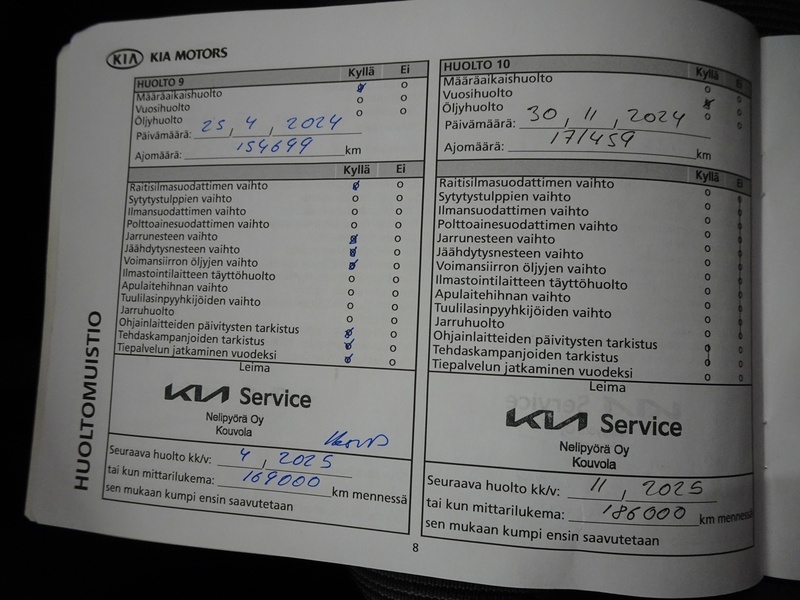 KIA KIA MOTORS
HUOLTOMUISTIO
HUOLTO 9 Kyllä Ei
Määräaikaishuolto o o
Vuosihuolto o o
Öljyhuolto o o
Päivämäärä: 25, 4, 2024
Ajomäärä: 154699 km
Kyllä Ei
Raitisilmasuodattimen vaihto o o
Sytytystulppien vaihto o o
Ilmansuodattimen vaihto o o
Polttoainesuodattimen vaihto o o
Jarrunesteen vaihto o o
Jäähdytysnesteen vaihto o o
Voimansiirron öljyjen vaihto o o
Ilmastointilaitteen täyttöhuolto o o
Apulaitehihnan vaihto o o
Tuulilasinpyyhkijöiden vaihto o o
Jarruhuolto o o
Ohjainlaitteiden päivitysten tarkistus o o
Tehdaskampanjoiden tarkistus o o
Tiepalvelun jatkaminen vuodeksi o o
Leima
KIA Service
Nelipyörä Oy
Kouvola
Seuraava huolto kk/v: 4, 2025
tai kun mittarilukema: 169000 km mennessä
sen mukaan kumpi ensin saavutetaan
HUOLTO 10 Kyllä Ei
Määräaikaishuolto o o
Vuosihuolto o o
Öljyhuolto o o
Päivämäärä: 30, 11, 2024
Ajomäärä: 171459 km
Kyllä Ei
Raitisilmasuodattimen vaihto o o
Sytytystulppien vaihto o o
Ilmansuodattimen vaihto o o
Polttoainesuodattimen vaihto o o
Jarrunesteen vaihto o o
Jäähdytysnesteen vaihto o o
Voimansiirron öljyjen vaihto o o
Ilmastointilaitteen täyttöhuolto o o
Apulaitehihnan vaihto o o
Tuulilasinpyyhkijöiden vaihto o o
Jarruhuolto o o
Ohjainlaitteiden päivitysten tarkistus o o
Tehdaskampanjoiden tarkistus o o
Tiepalvelun jatkaminen vuodeksi o o
Leima
KIA Service
Nelipyörä Oy
Kouvola
Seuraava huolto kk/v: 11, 2025
tai kun mittarilukema: 186000 km mennessä
sen mukaan kumpi ensin saavutetaan
8